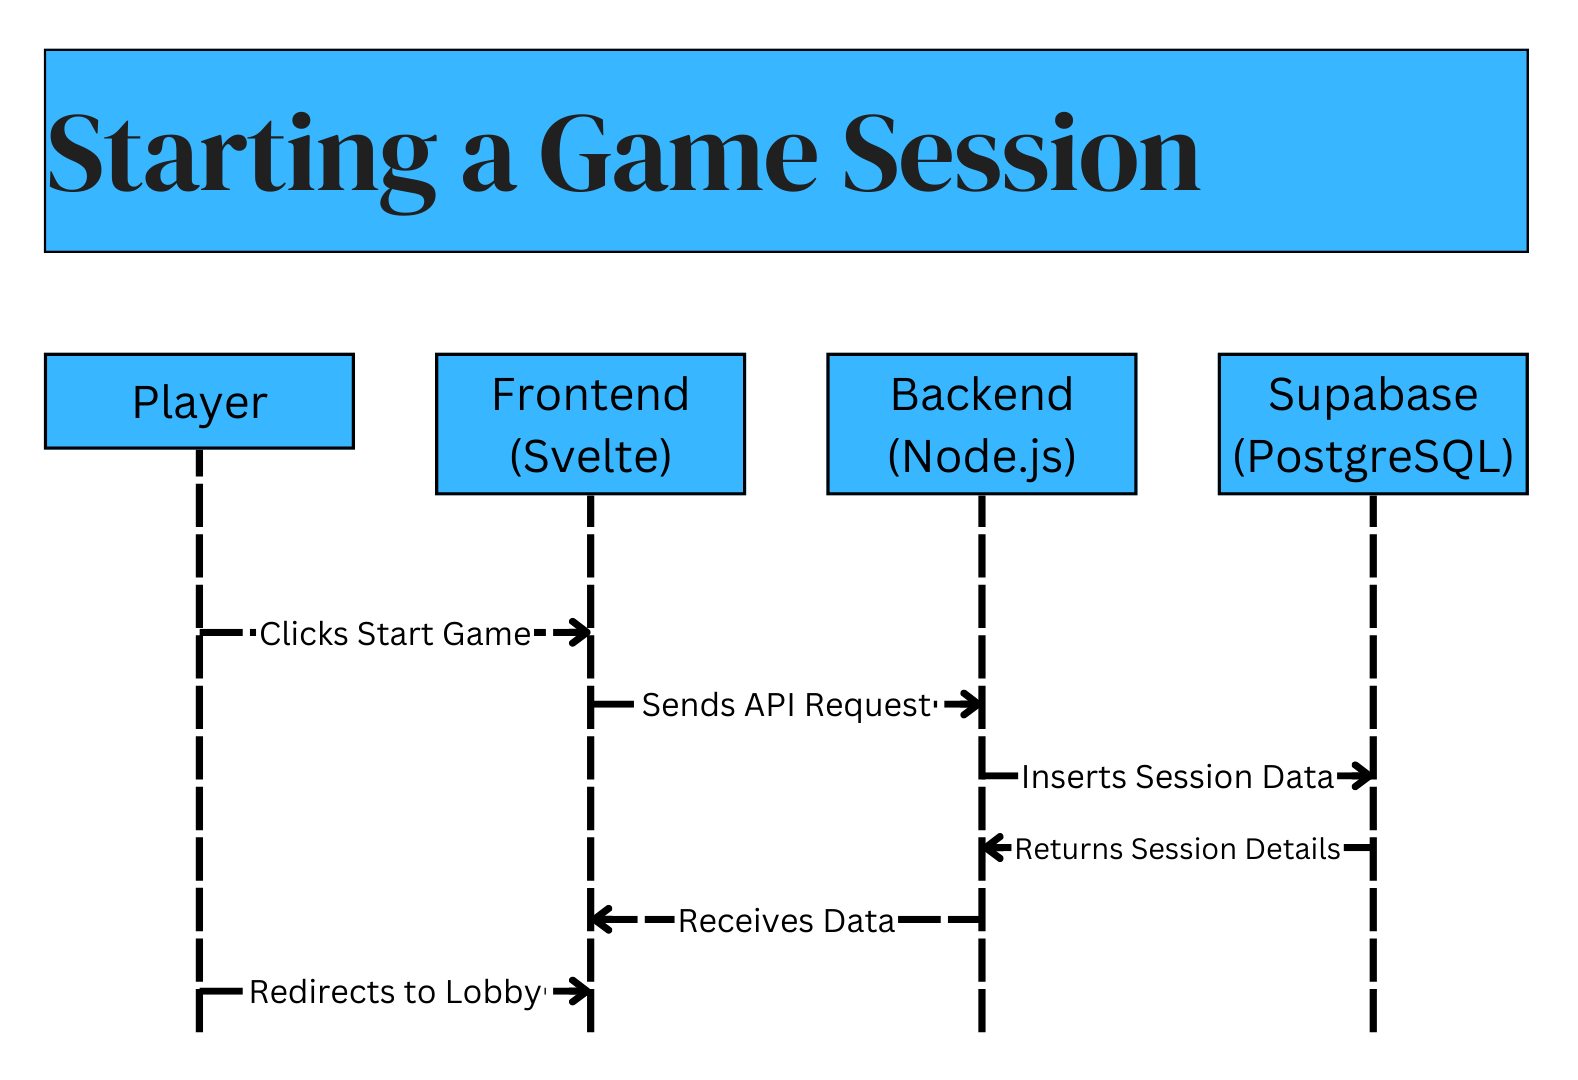 Starting a Game Session
Player
Frontend
(Svelte)
Backend
(Node.js)
Supabase
(PostgreSQL)
Clicks Start Game
Sends API Request
Inserts Session Data
Returns Session Details
Receives Data
Redirects to Lobby